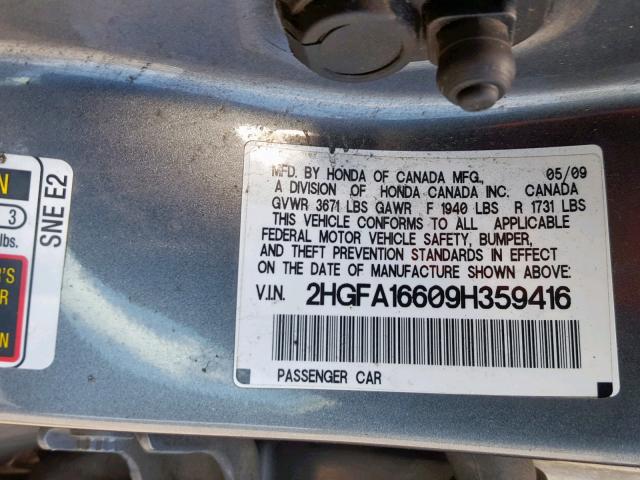 MFD. BY HONDA OF CANADA MFG., 05/09
A DIVISION OF HONDA CANADA INC. CANADA
GVWR 3671 LBS GAWR F 1940 LBS R 1731 LBS
THIS VEHICLE CONFORMS TO ALL APPLICABLE
FEDERAL MOTOR VEHICLE SAFETY, BUMPER,
AND THEFT PREVENTION STANDARDS IN EFFECT
ON THE DATE OF MANUFACTURE SHOWN ABOVE:
V.I.N. 2HGFA16609H359416
PASSENGER CAR
SNE E2
3
lbs.